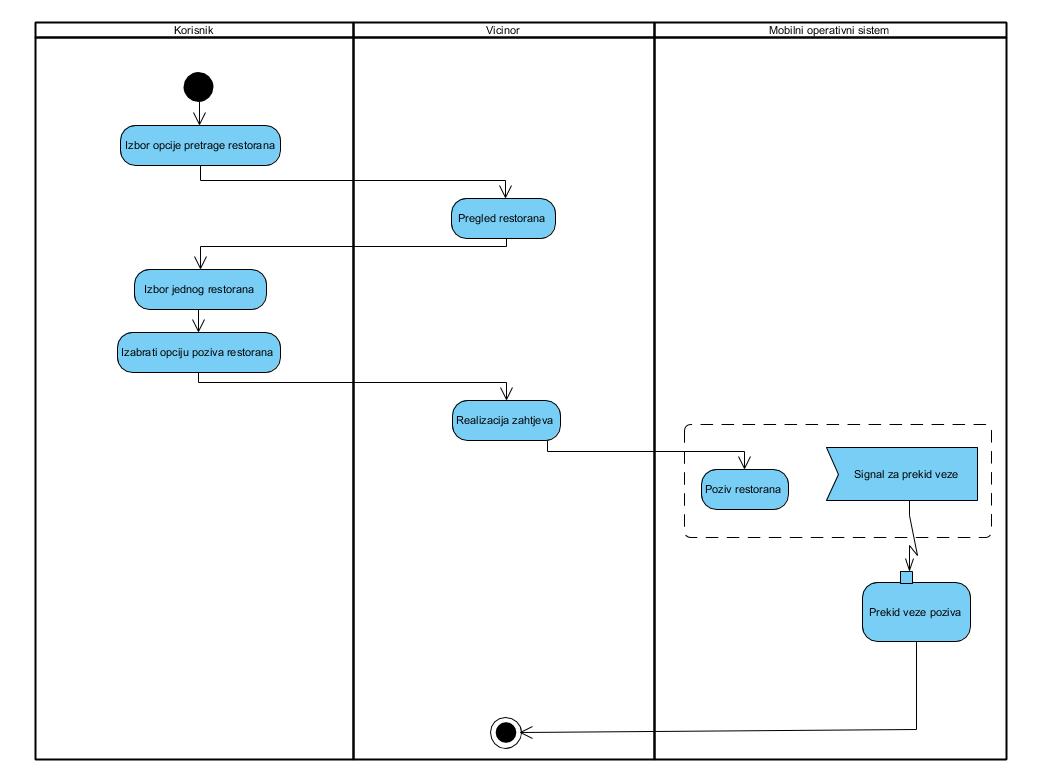 Korisnik
Vicinor
Mobilni operativni sistem
Izbor opcije pretrage restorana
Pregled restorana
Izbor jednog restorana
Izabrati opciju poziva restorana
Realizacija zahtjeva
Signal za prekid veze
Poziv restorana
Prekid veze poziva